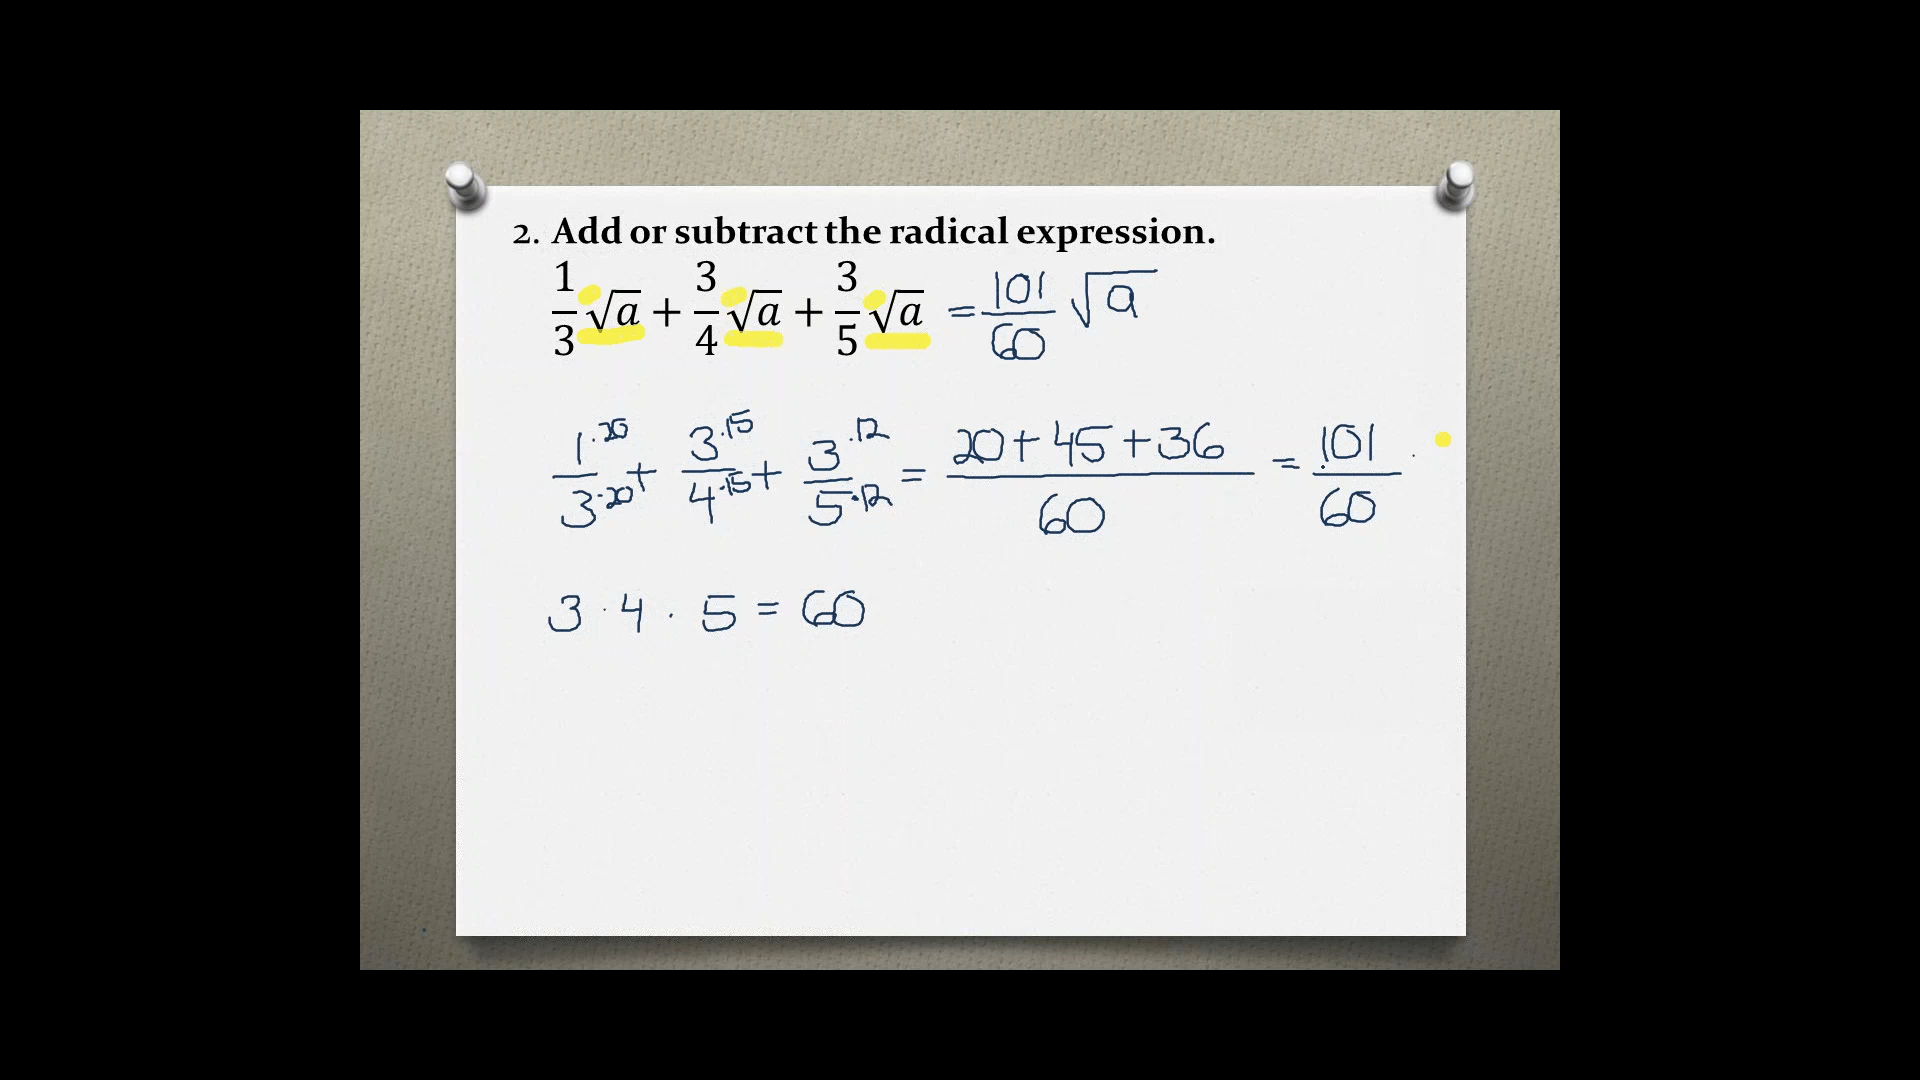 2. Add or subtract the radical expression.
1/3 √a + 3/4 √a + 3/5 √a = 101/60 √a
1·20/3·20 + 3·15/4·15 + 3·12/5·12 = 20+45+36/60 = 101/60
3 · 4 · 5 = 60